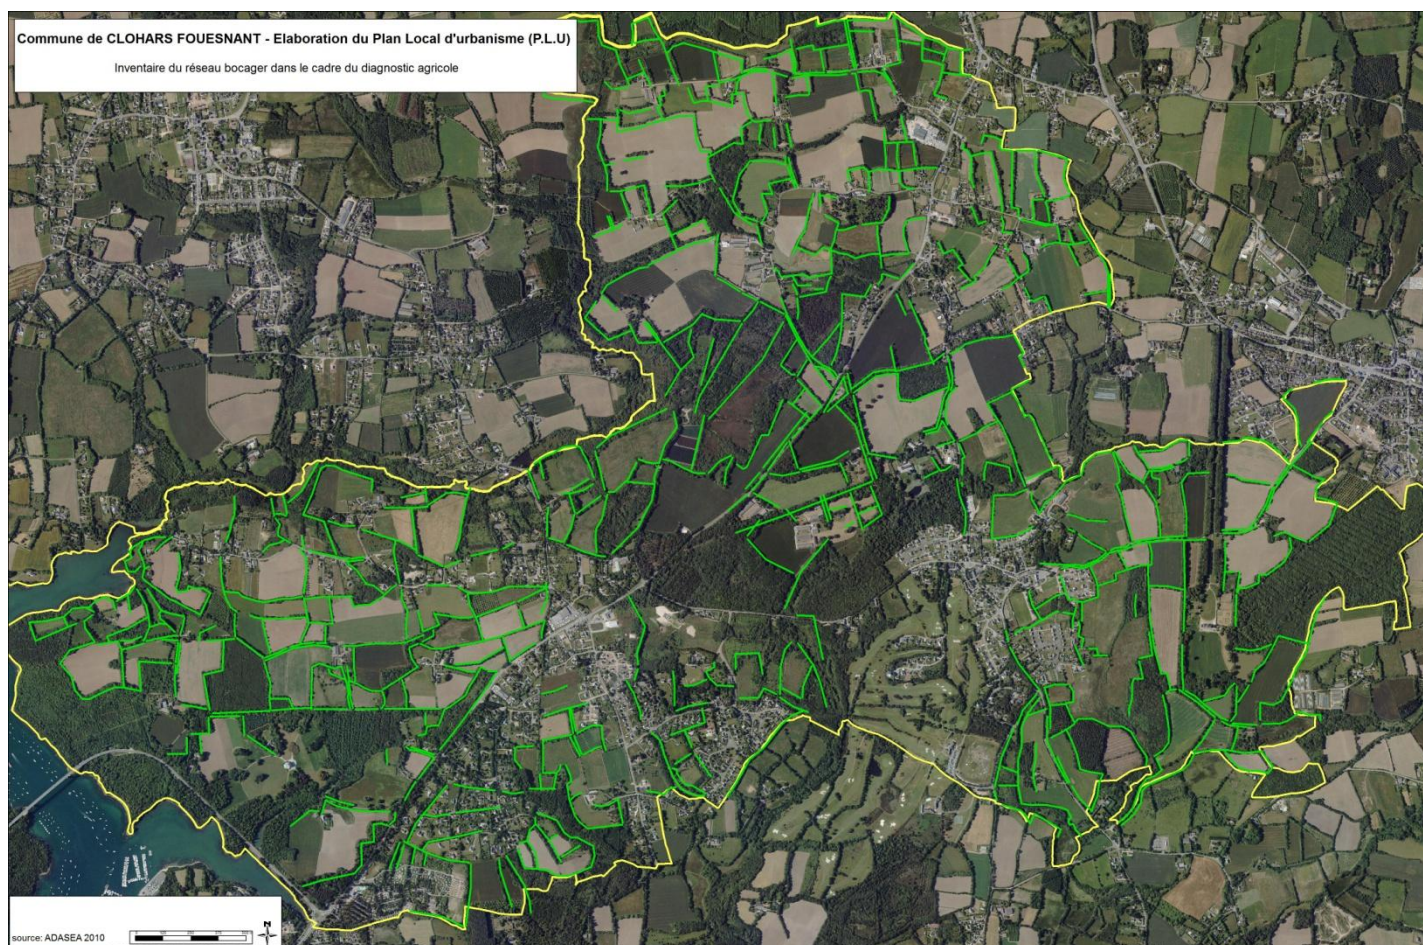 Commune de CLOHARS FOUESNANT - Elaboration du Plan Local d'urbanisme (P.L.U)
Inventaire du réseau bocager dans le cadre du diagnostic agricole
N
source: ADASEA 2010